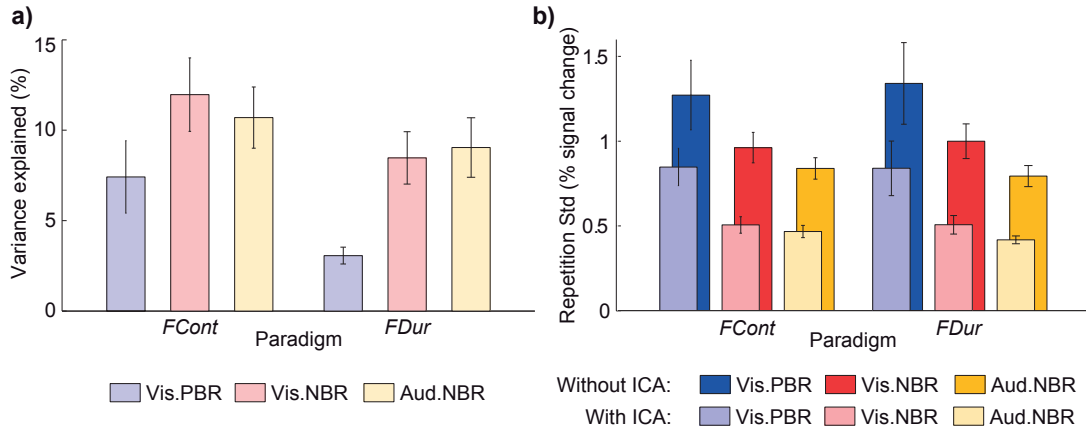 a)
Variance explained (%)
15
10
5
0
FCont
FDur
Paradigm
Vis.PBR
Vis.NBR
Aud.NBR
b)
Repetition Std (% signal change)
1.5
1
0.5
0
FCont
FDur
Paradigm
Without ICA: Vis.PBR Vis.NBR Aud.NBR
With ICA: Vis.PBR Vis.NBR Aud.NBR